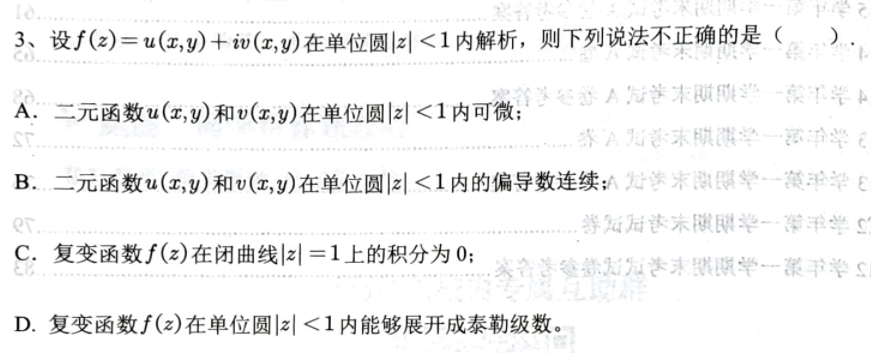 3、设f(z)=u(x,y)+iv(x,y)在单位圆|z|<1内解析，则下列说法不正确的是（ ）.
A. 二元函数u(x,y)和v(x,y)在单位圆|z|<1内可微；
B. 二元函数u(x,y)和v(x,y)在单位圆|z|<1内的偏导数连续；
C. 复变函数f(z)在闭曲线|z|=1上的积分为0；
D. 复变函数f(z)在单位圆|z|<1内能够展开成泰勒级数。